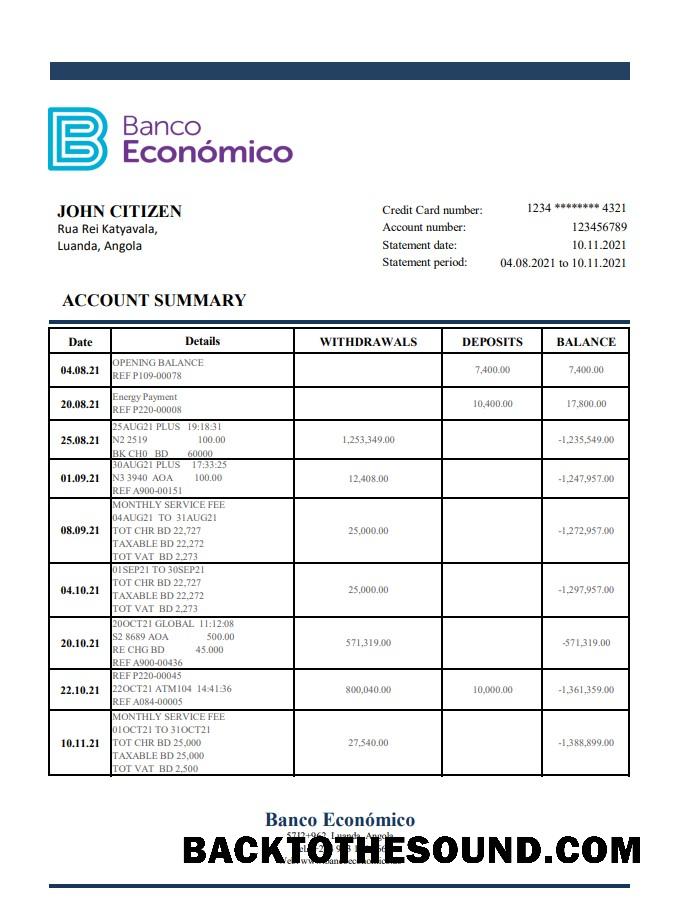 Banco
Económico
JOHN CITIZEN
Rua Rei Katyavala,
Luanda, Angola
Credit Card number: 1234 ******** 4321
Account number: 123456789
Statement date: 10.11.2021
Statement period: 04.08.2021 to 10.11.2021
ACCOUNT SUMMARY
Date Details WITHDRAWALS DEPOSITS BALANCE
04.08.21 OPENING BALANCE 7,400.00 7,400.00
REF P109-00078
20.08.21 Energy Payment 10,400.00 17,800.00
REF P220-00008
25.08.21 25AUG21 PLUS 19:18:31 1,253,349.00 -1,235,549.00
N2 2519 100.00
BK CH0 BD 60000
01.09.21 30AUG21 PLUS 17:33:25 12,408.00 -1,247,957.00
N3 3940 AOA 100.00
REF A900-00151
08.09.21 MONTHLY SERVICE FEE 25,000.00 -1,272,957.00
04AUG21 TO 31AUG21
TOT CHR BD 22,727
TAXABLE BD 22,272
TOT VAT BD 2,273
04.10.21 01SEP21 TO 30SEP21 25,000.00 -1,297,957.00
TOT CHR BD 22,727
TAXABLE BD 22,272
TOT VAT BD 2,273
20.10.21 20OCT21 GLOBAL 11:12:08 571,319.00 -571,319.00
S2 8689 AOA 500.00
RE CHG BD 45.000
REF A900-00436
22.10.21 REF P220-00045 800,040.00 10,000.00 -1,361,359.00
22OCT21 ATM104 14:41:36
REF A084-00005
10.11.21 MONTHLY SERVICE FEE 27,540.00 -1,388,899.00
01OCT21 TO 31OCT21
TOT CHR BD 25,000
TAXABLE BD 25,000
TOT VAT BD 2,500
Banco Económico
57J2+962, Luanda, Angola
BACKTOTHESOUND.COM